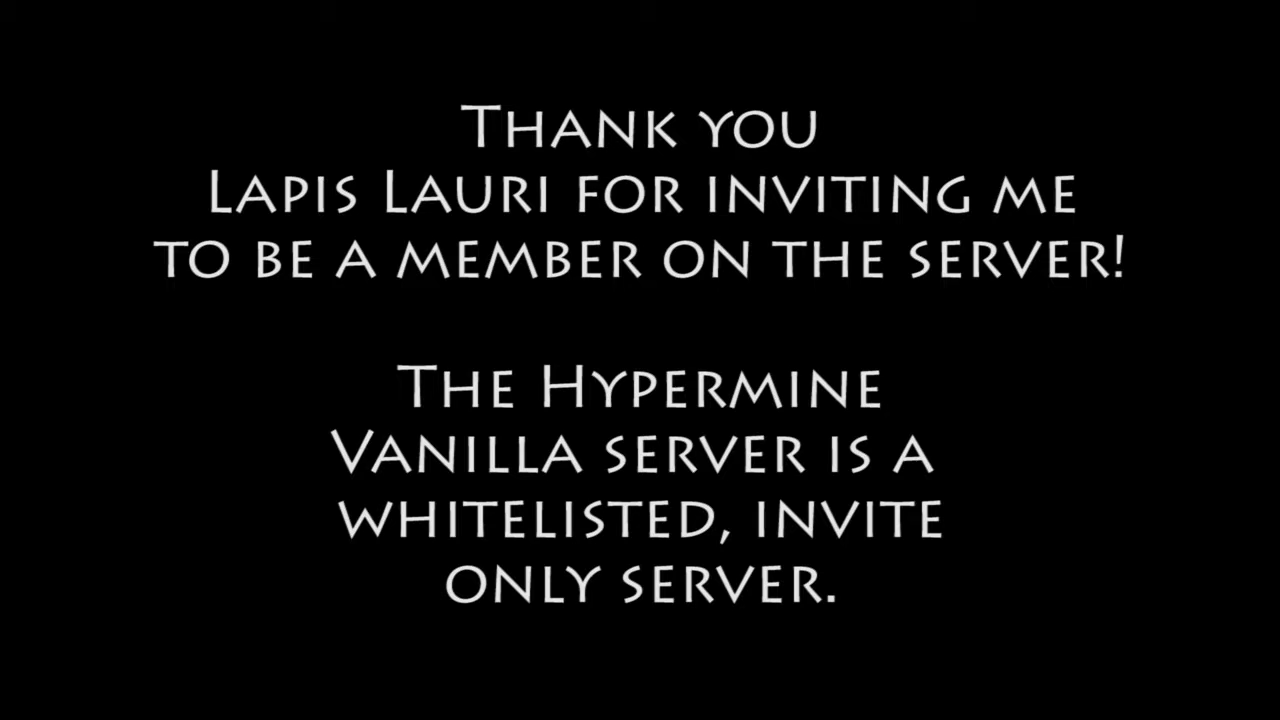 Thank you
Lapis Lauri for inviting me
to be a member on the server!
The Hypermine
Vanilla server is a
whitelisted, invite
only server.